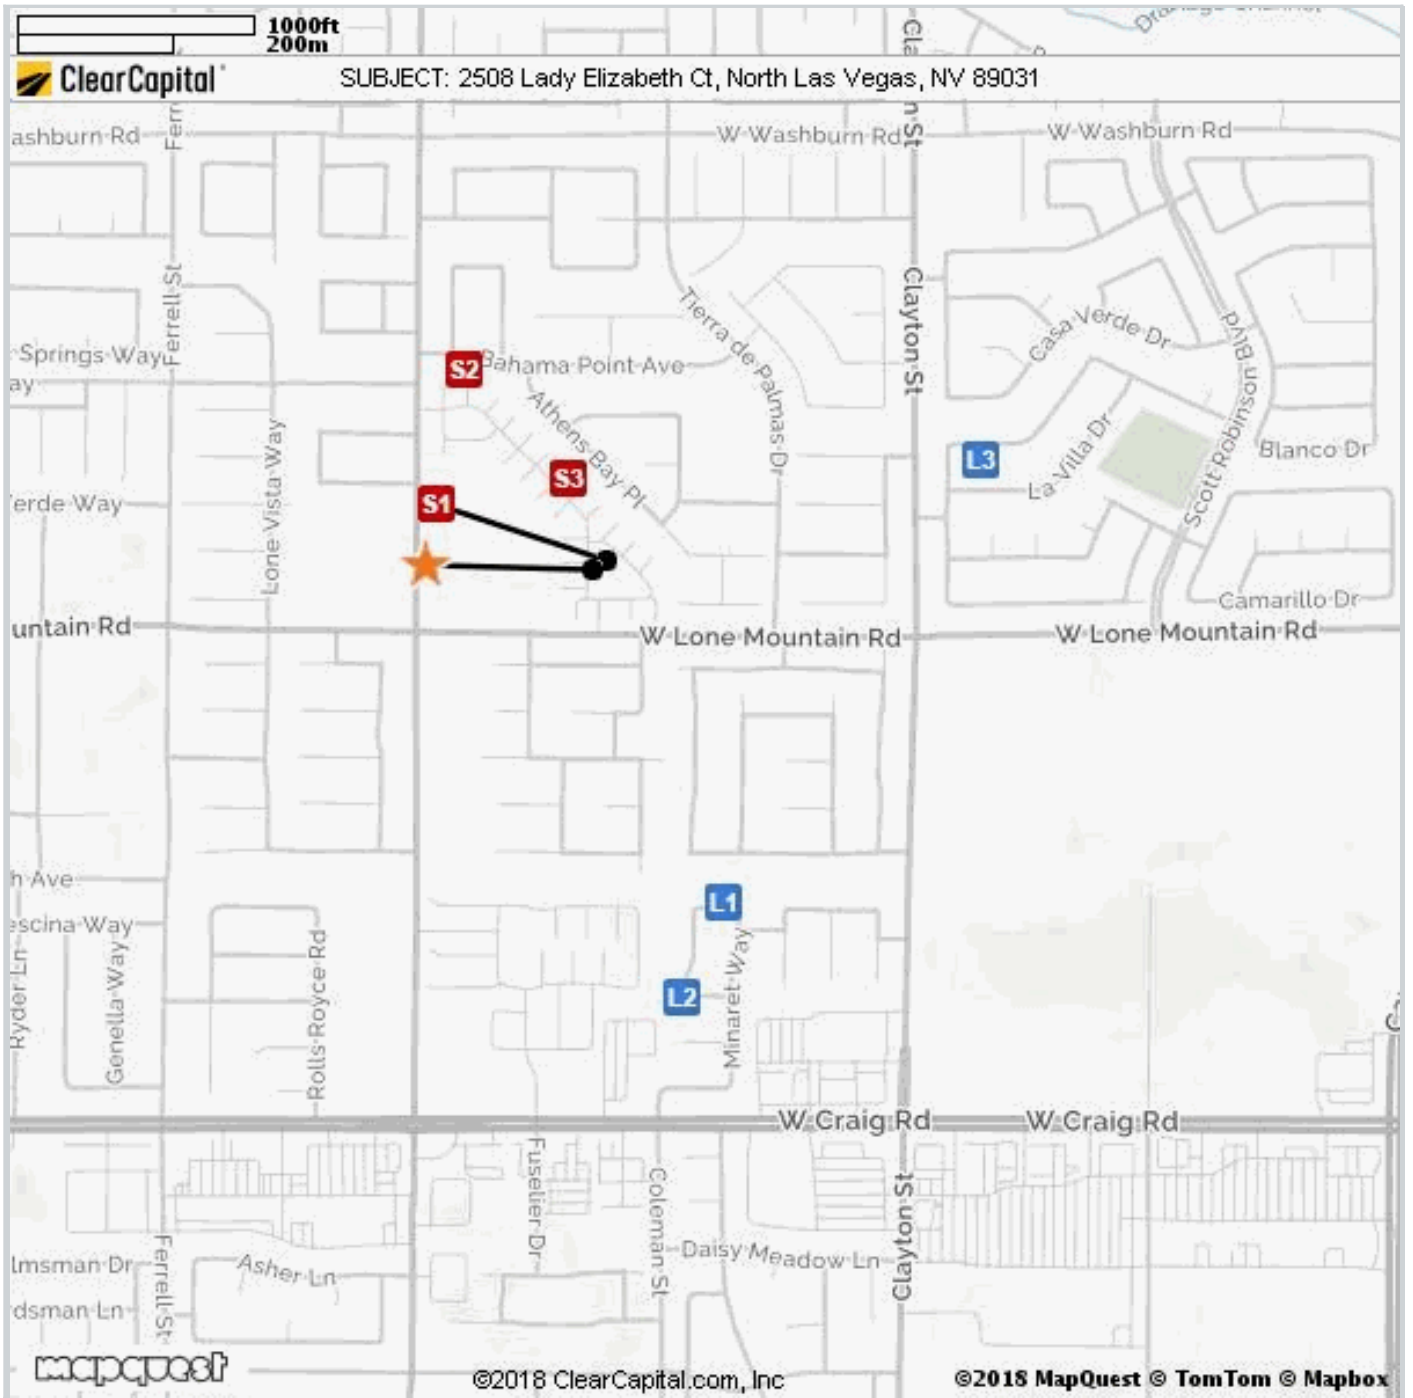 1000ft
200m
ClearCapital
SUBJECT: 2508 Lady Elizabeth Ct, North Las Vegas, NV 89031
ashburn Rd
W Washburn Rd
W Washburn Rd
Ferrell St
Clayton St
Tierra de Palmas Dr
Casa Verde Dr
Scott Robinson Blvd
Springs Way
ay
S2
Bahama Point Ave
Athens Bay Pl
Lone Vista Way
La Villa Dr
Blanco Dr
L3
S3
S1
erde Way
Camarillo Dr
untain Rd
W Lone Mountain Rd
W Lone Mountain Rd
h Ave
L1
escina Way
Ryder Ln
Genella Way
Rolls Royce Rd
L2
Minaret Way
W Craig Rd
W Craig Rd
Fuselier Dr
Coleman St
Clayton St
Daisy Meadow Ln
lmsman Dr
Ferrell St
Asher Ln
rdsman Ln
mapquest
©2018 ClearCapital.com, Inc
©2018 MapQuest © TomTom © Mapbox